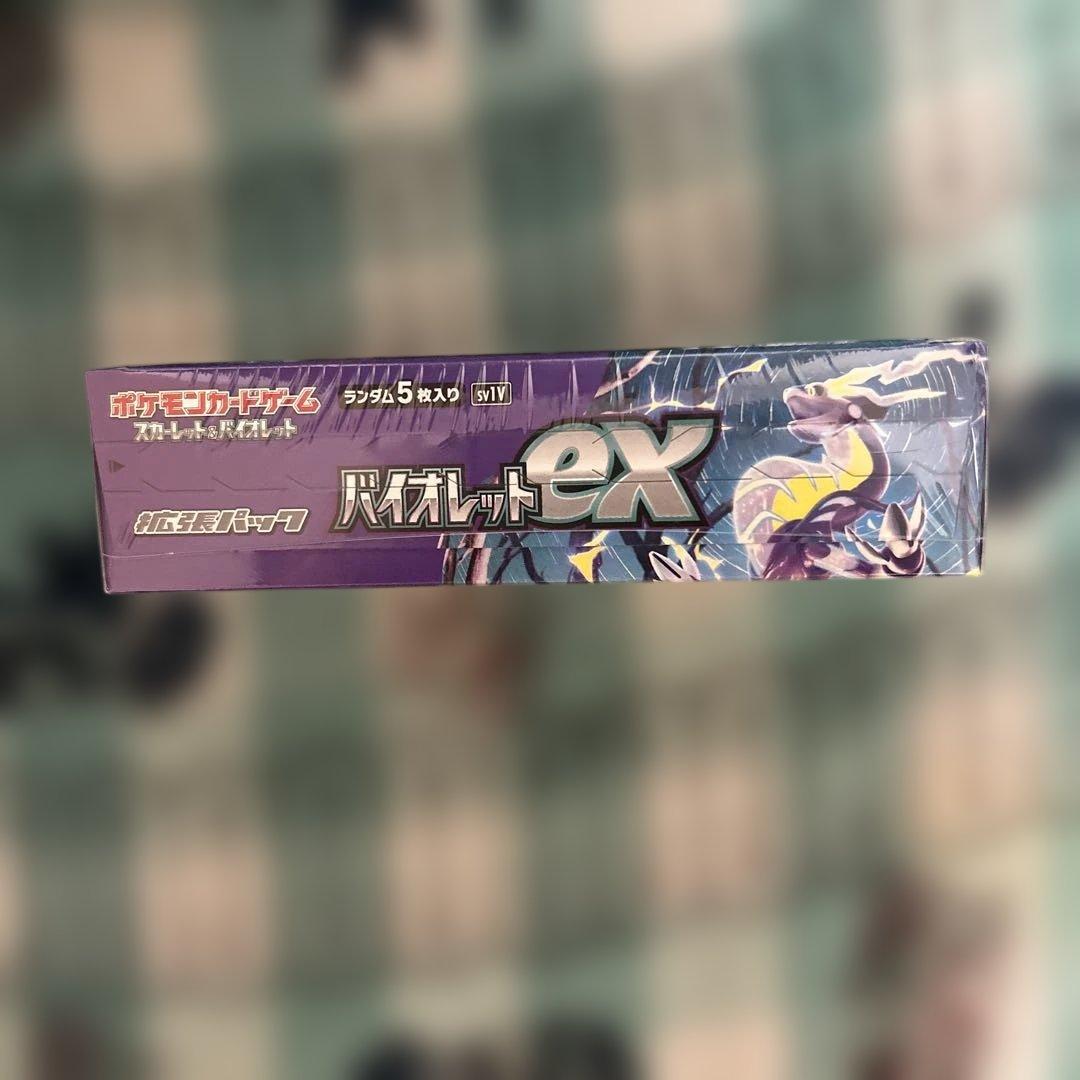 ポケモンカードゲーム
スカーレット&バイオレット
ランダム5枚入り SV1V
バイオレットex
拡張パック